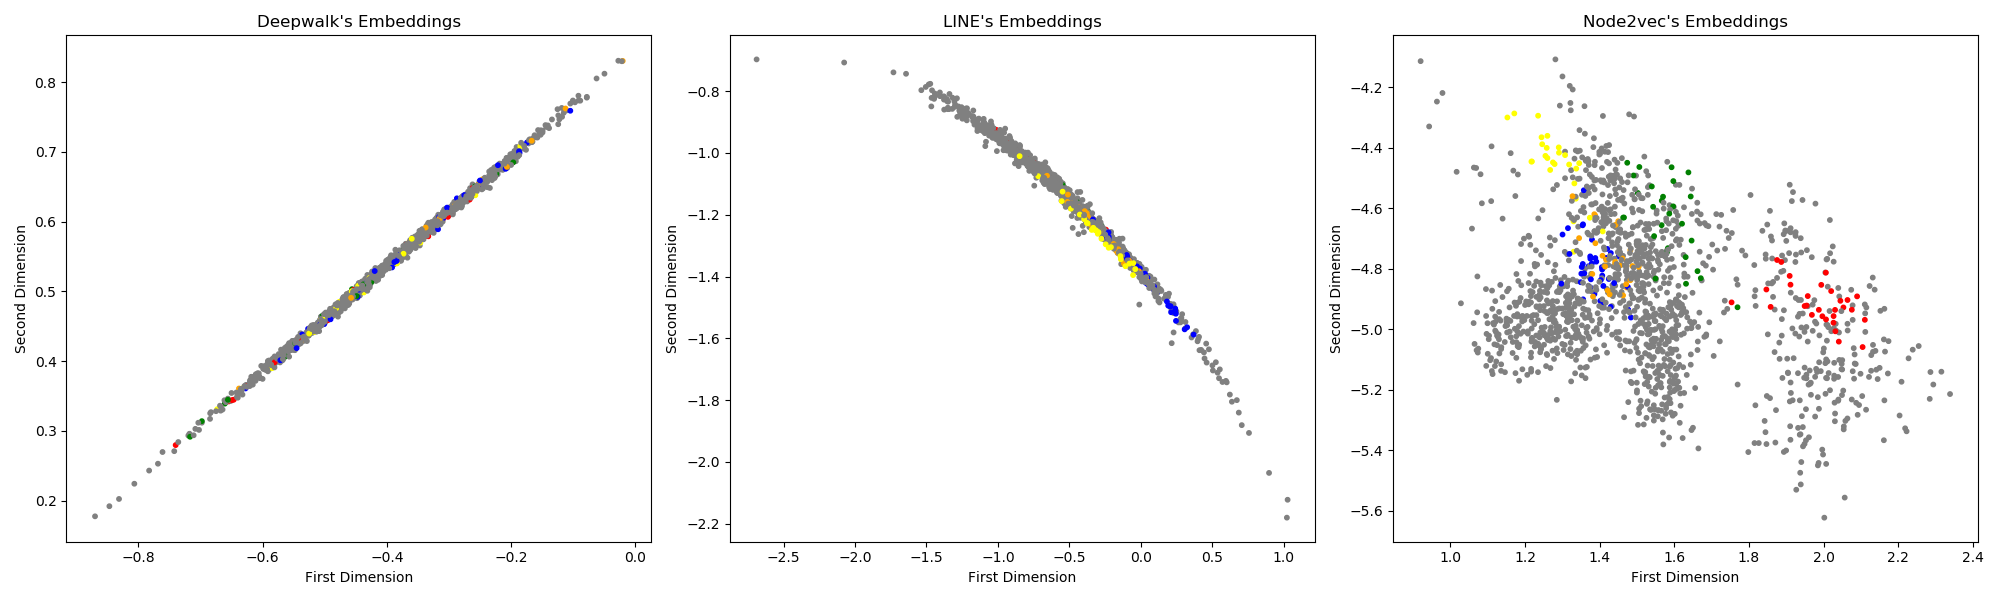 Deepwalk's Embeddings
Second Dimension
0.8
0.7
0.6
0.5
0.4
0.3
0.2
−0.8 −0.6 −0.4 −0.2 0.0
First Dimension
LINE's Embeddings
Second Dimension
−0.8
−1.0
−1.2
−1.4
−1.6
−1.8
−2.0
−2.2
−2.5 −2.0 −1.5 −1.0 −0.5 0.0 0.5 1.0
First Dimension
Node2vec's Embeddings
Second Dimension
−4.2
−4.4
−4.6
−4.8
−5.0
−5.2
−5.4
−5.6
1.0 1.2 1.4 1.6 1.8 2.0 2.2 2.4
First Dimension